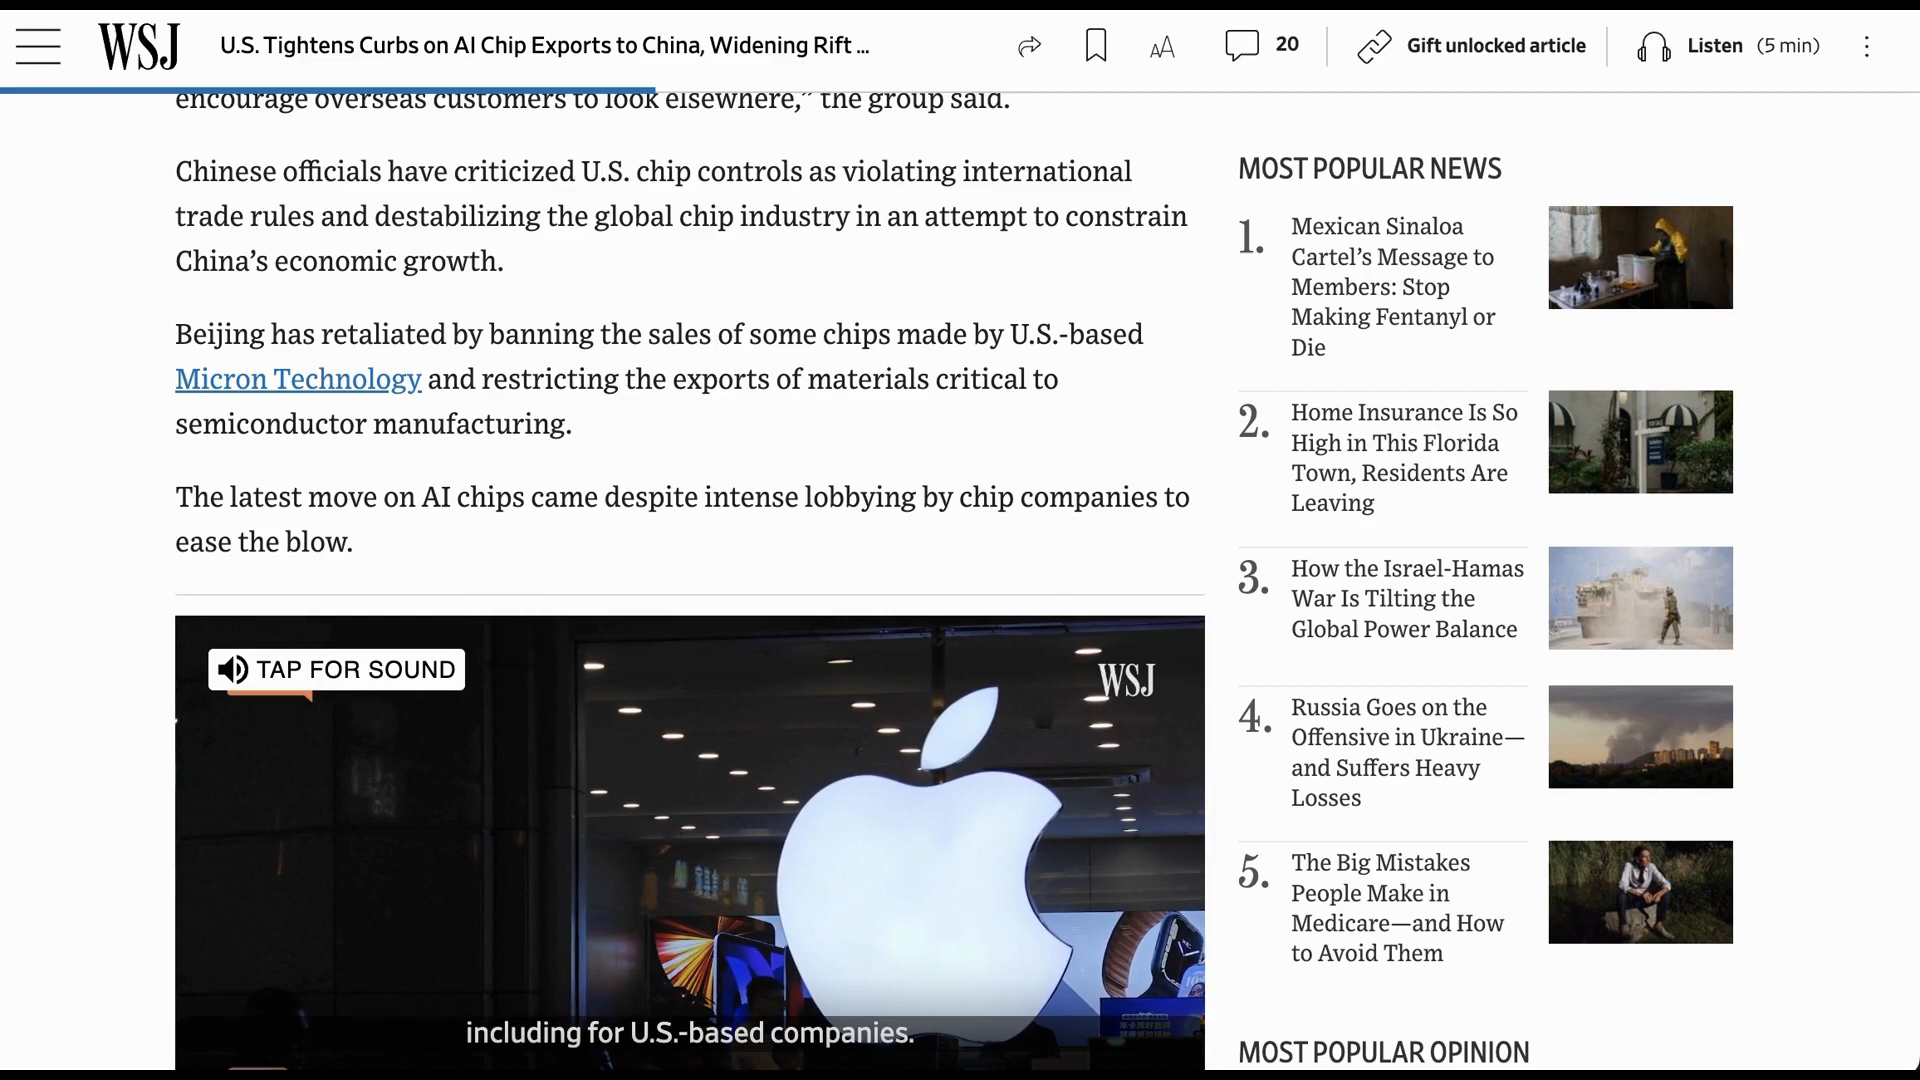 WSJ
U.S. Tightens Curbs on AI Chip Exports to China, Widening Rift ...
20
Gift unlocked article
Listen (5 min)
encourage overseas customers to look elsewhere,” the group said.
Chinese officials have criticized U.S. chip controls as violating international
trade rules and destabilizing the global chip industry in an attempt to constrain
China’s economic growth.
Beijing has retaliated by banning the sales of some chips made by U.S.-based
Micron Technology and restricting the exports of materials critical to
semiconductor manufacturing.
The latest move on AI chips came despite intense lobbying by chip companies to
ease the blow.
TAP FOR SOUND
WSJ
including for U.S.-based companies.
MOST POPULAR NEWS
1.
Mexican Sinaloa
Cartel’s Message to
Members: Stop
Making Fentanyl or
Die
2.
Home Insurance Is So
High in This Florida
Town, Residents Are
Leaving
3.
How the Israel-Hamas
War Is Tilting the
Global Power Balance
4.
Russia Goes on the
Offensive in Ukraine—
and Suffers Heavy
Losses
5.
The Big Mistakes
People Make in
Medicare—and How
to Avoid Them
MOST POPULAR OPINION